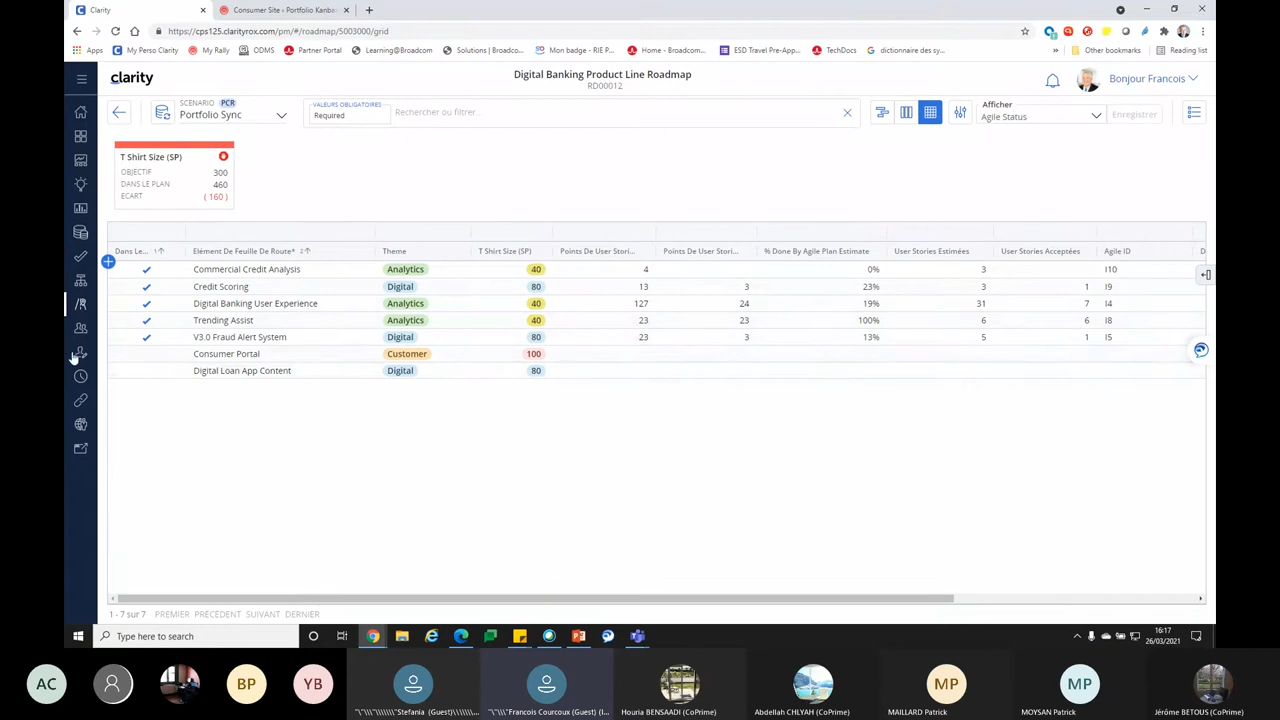 Clarity
Consumer Site › Portfolio Kanba
https://cps125.clarityrox.com/pm/#/roadmap/5003000/grid
Apps My Perso Clarity My Rally ODMS Partner Portal Learning@Broadcom Solutions | Broadco... Mon badge - RIE P... Home - Broadcom... ESD Travel Pre-App... TechDocs dictionnaire des sy... » Other bookmarks Reading list
clarity
Digital Banking Product Line Roadmap
RD00012
Bonjour Francois
SCENARIO PCR
Portfolio Sync
VALEURS OBLIGATOIRES
Required
Rechercher ou filtrer.
Afficher
Agile Status
Enregistrer
T Shirt Size (SP)
OBJECTIF 300
DANS LE PLAN 460
ECART ( 160 )
Dans Le... 1 Elément De Feuille De Route* 2 Theme T Shirt Size (SP) Points De User Stori... Points De User Stori... % Done By Agile Plan Estimate User Stories Estimées User Stories Acceptées Agile ID D
Commercial Credit Analysis Analytics 40 4 0% 3 I10
Credit Scoring Digital 80 13 3 23% 3 1 I9
Digital Banking User Experience Analytics 40 127 24 19% 31 7 I4
Trending Assist Analytics 40 23 23 100% 6 6 I8
V3.0 Fraud Alert System Digital 80 23 3 13% 5 1 I5
Consumer Portal Customer 100
Digital Loan App Content Digital 80
1 - 7 sur 7 PREMIER PRÉCÉDENT SUIVANT DERNIER
Type here to search
16:17
26/03/2021
AC
BP
YB
MP
MP
"\"\\\"\\\\\\\"Stefania (Guest)\\\\\\\...
"\"\\\"\\\\\\\"Francois Courcoux (Guest) (I...
Houria BENSAADI (CoPrime)
Abdellah CHLYAH (CoPrime)
MAILLARD Patrick
MOYSAN Patrick
Jérôme BETOUS (CoPrime)